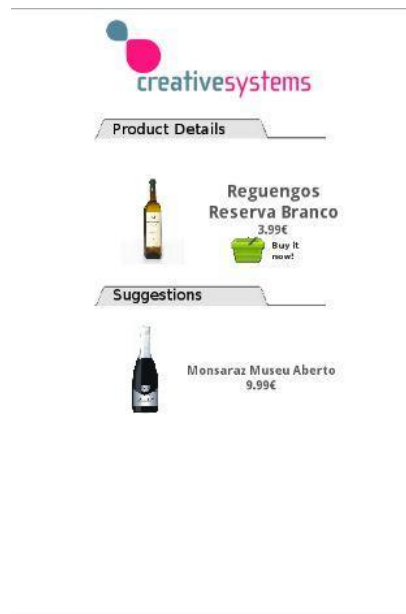 creativesystems
Product Details
Reguengos
Reserva Branco
3.99€
Buy it
now!
Suggestions
Monsaraz Museu Aberto
9.99€